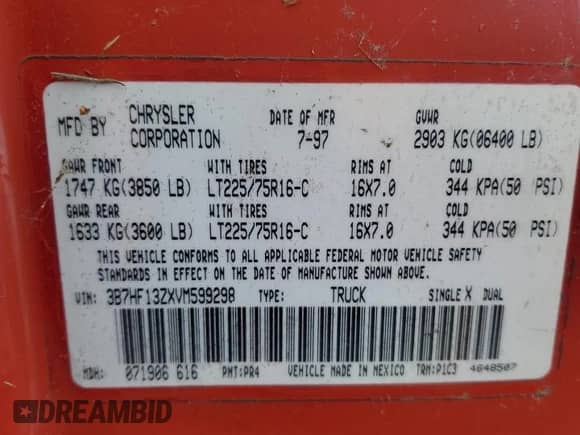 MFD BY CHRYSLER CORPORATION DATE OF MFR 7-97 GVWR 2903 KG(06400 LB)
GAWR FRONT WITH TIRES RIMS AT COLD
1747 KG(3850 LB) LT225/75R16-C 16X7.0 344 KPA(50 PSI)
GAWR REAR WITH TIRES RIMS AT COLD
1633 KG(3600 LB) LT225/75R16-C 16X7.0 344 KPA(50 PSI)
THIS VEHICLE CONFORMS TO ALL APPLICABLE FEDERAL MOTOR VEHICLE SAFETY
STANDARDS IN EFFECT ON THE DATE OF MANUFACTURE SHOWN ABOVE.
VIN: 3B7HF13ZXVM599298 TYPE: TRUCK SINGLE X DUAL
MDH: 071906 616 PNT:PR4 VEHICLE MADE IN MEXICO TRM:P1C3 4648507
DREAMBID